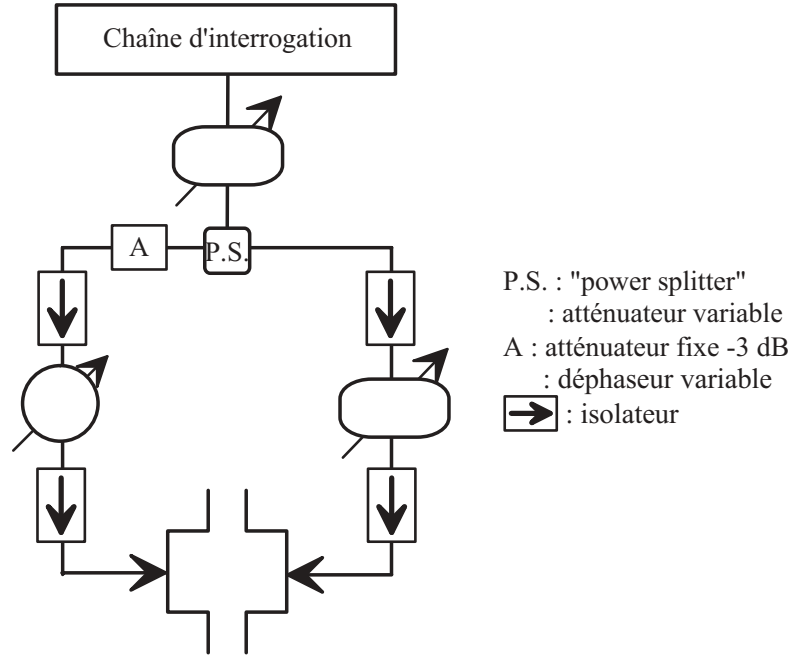 Chaîne d'interrogation
A
P.S.
P.S. : "power splitter"
: atténuateur variable
A : atténuateur fixe -3 dB
: déphaseur variable
: isolateur